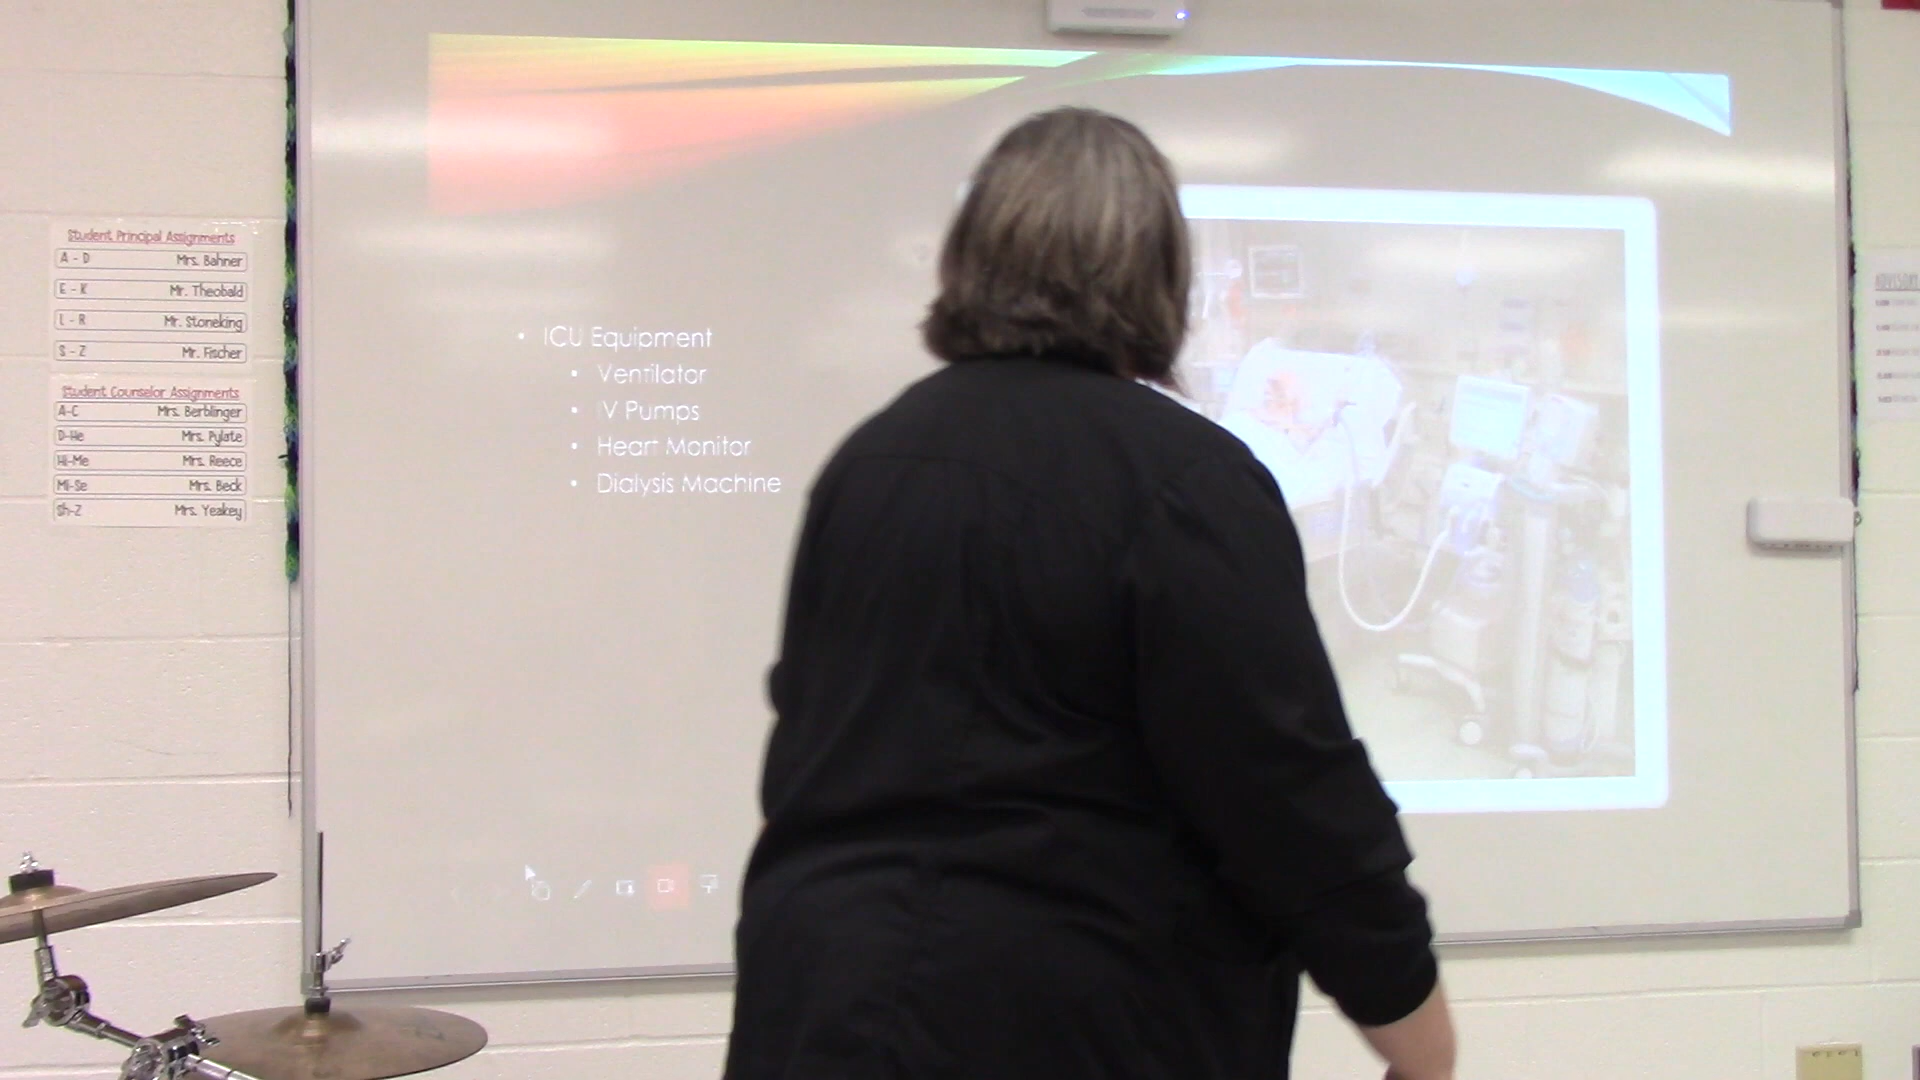 Student Principal Assignments
A - D Mrs. Bahner
E - K Mr. Theobald
L - R Mr. Stoneking
S - Z Mr. Fischer
Student Counselor Assignments
A-C Mrs. Berblinger
D-He Mrs. Pylate
Hi-Me Mrs. Reece
Mi-Se Mrs. Beck
Sh-Z Mrs. Yeakey
• ICU Equipment
• Ventilator
• IV Pumps
• Heart Monitor
• Dialysis Machine
ADVISORY